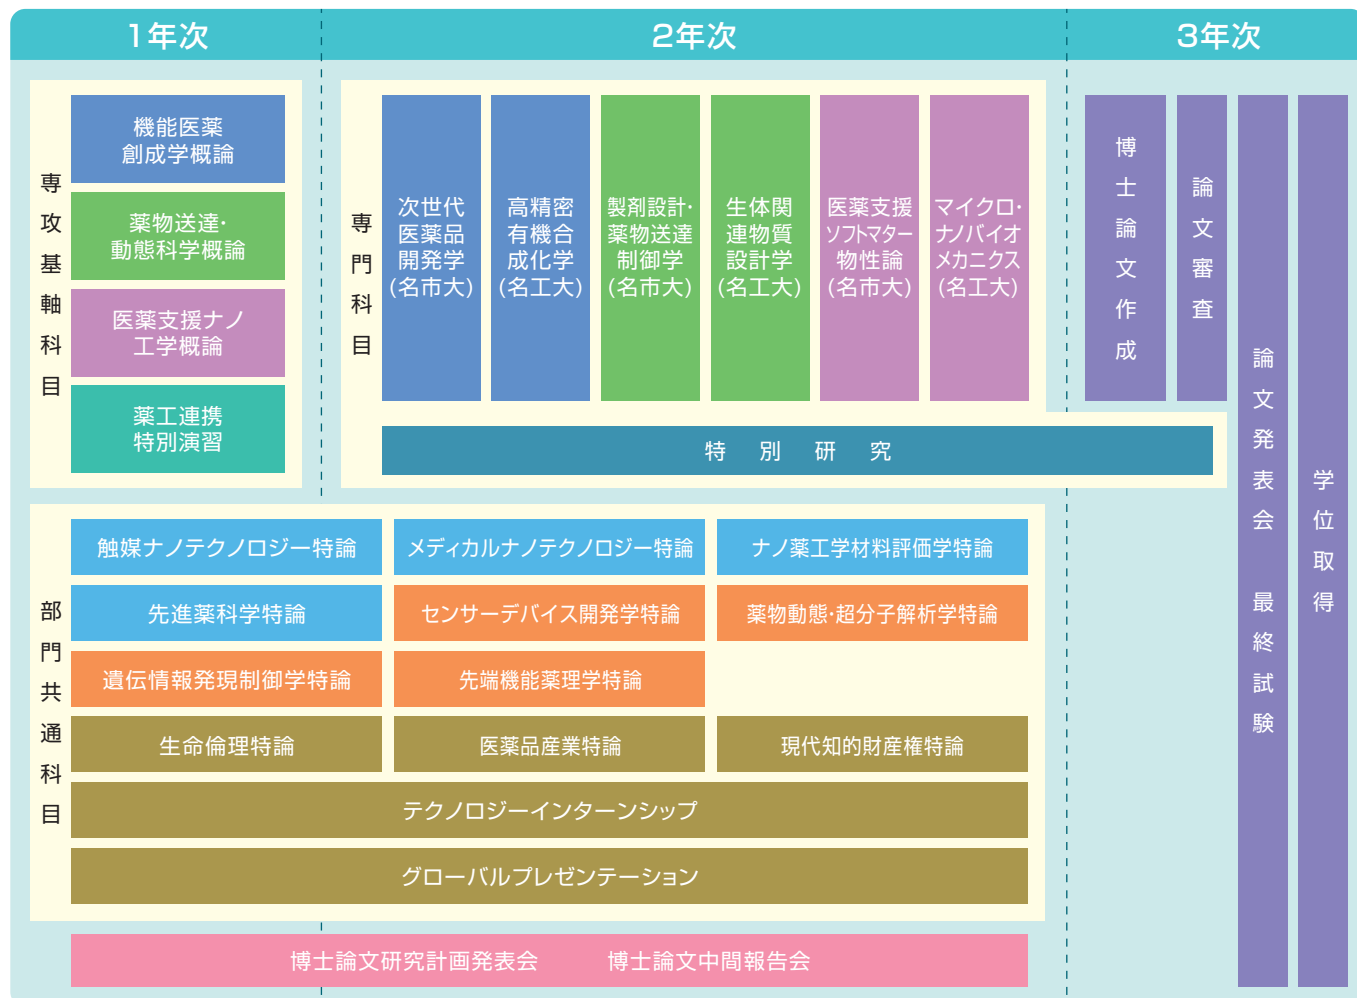 1年次
2年次
3年次
専攻基軸科目
機能医薬
創成学概論
薬物送達・
動態科学概論
医薬支援ナノ
工学概論
薬工連携
特別演習
専門科目
次世代
医薬品
開発学
(名市大)
高精密
有機合
成化学
(名工大)
製剤設計・
薬物送達
制御学
(名市大)
生体関
連物質
設計学
(名工大)
医薬支援
ソフトマター
物性論
(名市大)
マイクロ・
ナノバイオ
メカニクス
(名工大)
特別研究
博士論文作成
論文審査
論文発表会 最終試験
学位取得
部門共通科目
触媒ナノテクノロジー特論
メディカルナノテクノロジー特論
ナノ薬工学材料評価学特論
先進薬科学特論
センサーデバイス開発学特論
薬物動態・超分子解析学特論
遺伝情報発現制御学特論
先端機能薬理学特論
生命倫理特論
医薬品産業特論
現代知的財産権特論
テクノロジーインターンシップ
グローバルプレゼンテーション
博士論文研究計画発表会 博士論文中間報告会